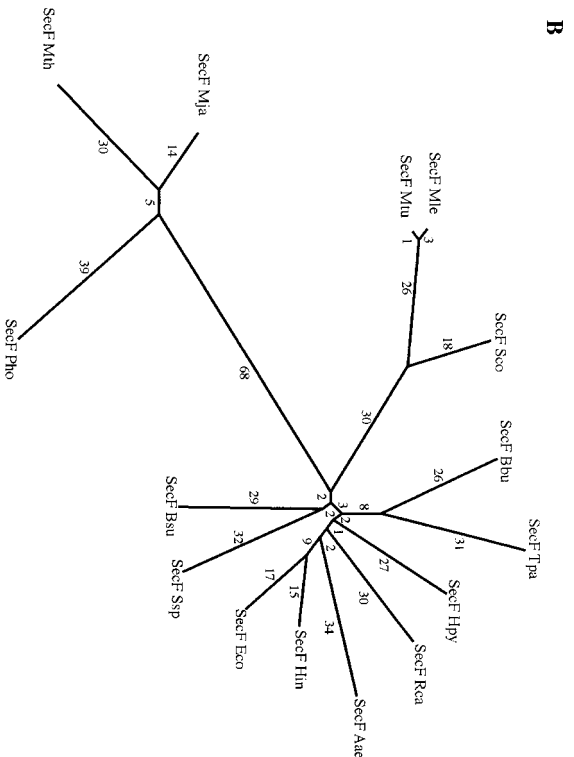 B
SecF Tpa
SecF Sco
SecF Bbu
31
SecF Hpy
18
26
SecF Mle
3
SecF Rca
SecF Mtu
1
26
27
8
30
30
SecF Aae
3
2
1
2
2
2
34
9
SecF Hin
15
17
29
68
SecF Eco
32
SecF Mja
14
SecF Bsu
SecF Ssp
5
30
39
SecF Mth
SecF Pho